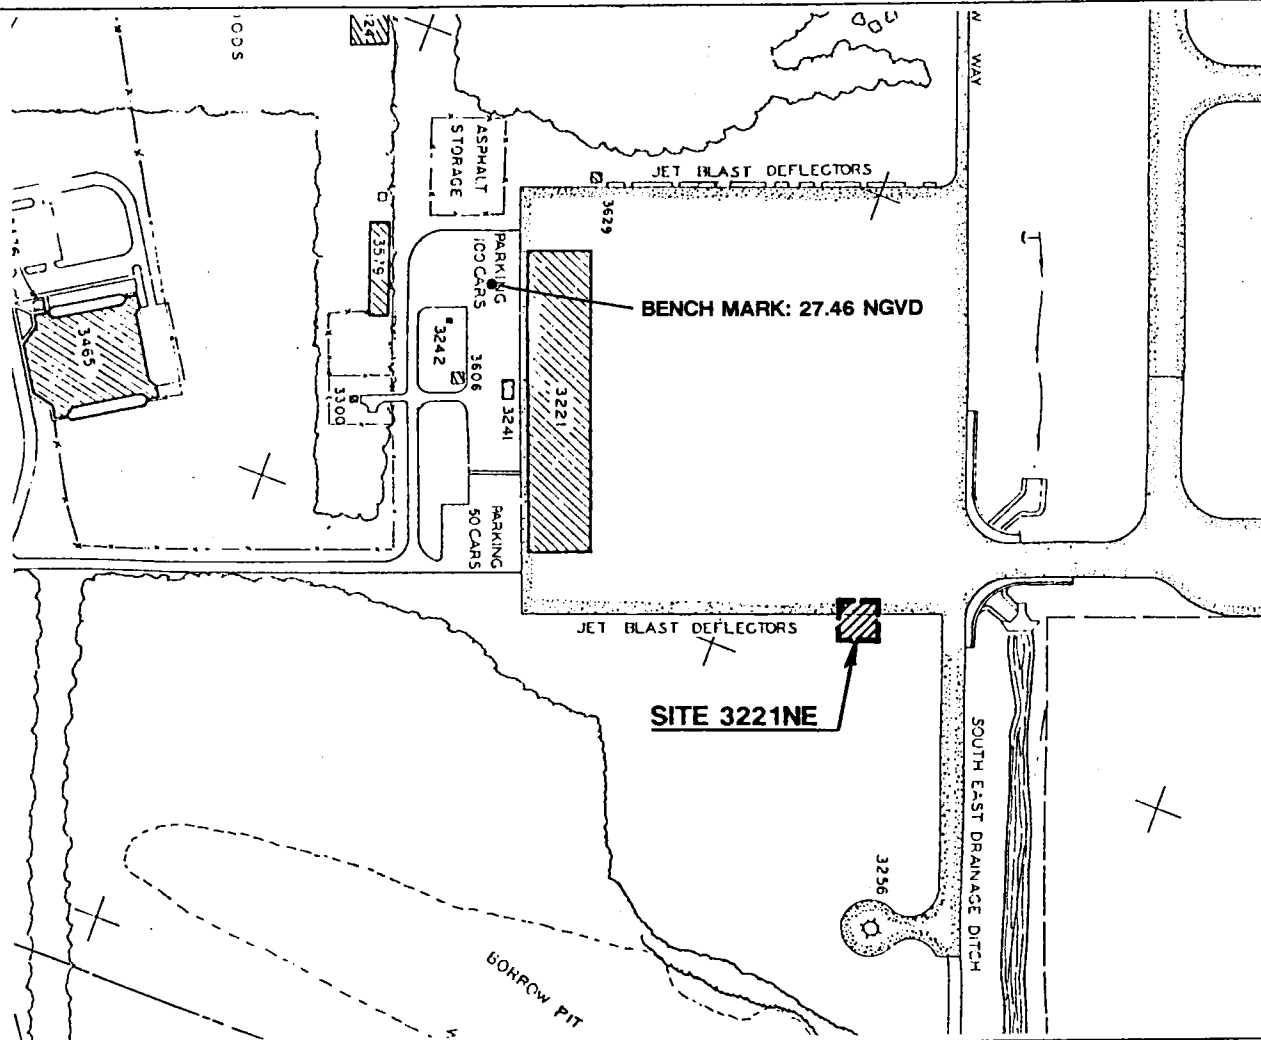 WAY
ASPHALT
STORAGE
JET BLAST DEFLECTORS
3629
3579
PARKING
100 CARS
BENCH MARK: 27.46 NGVD
3242
3606
3465
3300
3241
3221
PARKING
50 CARS
JET BLAST DEFLECTORS
SITE 3221NE
SOUTH EAST DRAINAGE DITCH
3256
BORROW PIT